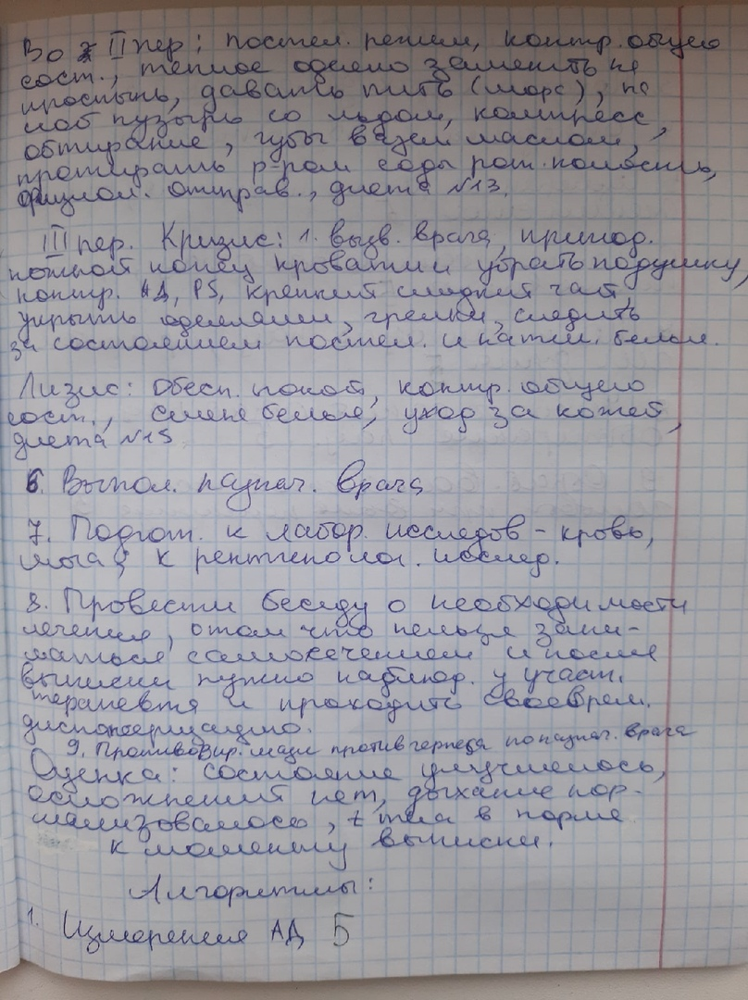 Во II пер: постел. режим, контр. общего
сост., теплое одеяло заменить на
простынь, давать пить (морс), на
лоб пузырь со льдом, компресс,
обтирание, губы вазел маслом,
протирать р-ром соды рот. полость,
физиол. отправ., диета №13.
III пер. Кризис: 1. вызв. врача, припод.
ножной конец кровати и убрать подушку,
контр. АД, PS, крепкий сладкий чай,
укрыть одеялами, грелки, следить
за состоянием постел. и нател. белья.
Лизис: Обесп. покой, контр. общего
сост., смена белья, уход за кожей,
диета №15
6. Выпол. назнач. врача
7. Подгот. к лабор. исследов - кровь,
моча; к рентгенолог. исслед.
8. Провести беседу о необходимости
лечения, о том что нельзя зани-
маться самолечением и после
выписки нужно наблюд. у участ.
терапевта и проходить своеврем.
диспансеризацию.
9. Противовир. мази против герпеса по назнач. врача
Оценка: состояние улучшилось,
осложнений нет, дыхание нор-
мализовалось, t тела в норме
к моменту выписки.
Алгоритмы:
1. Измерение АД 5